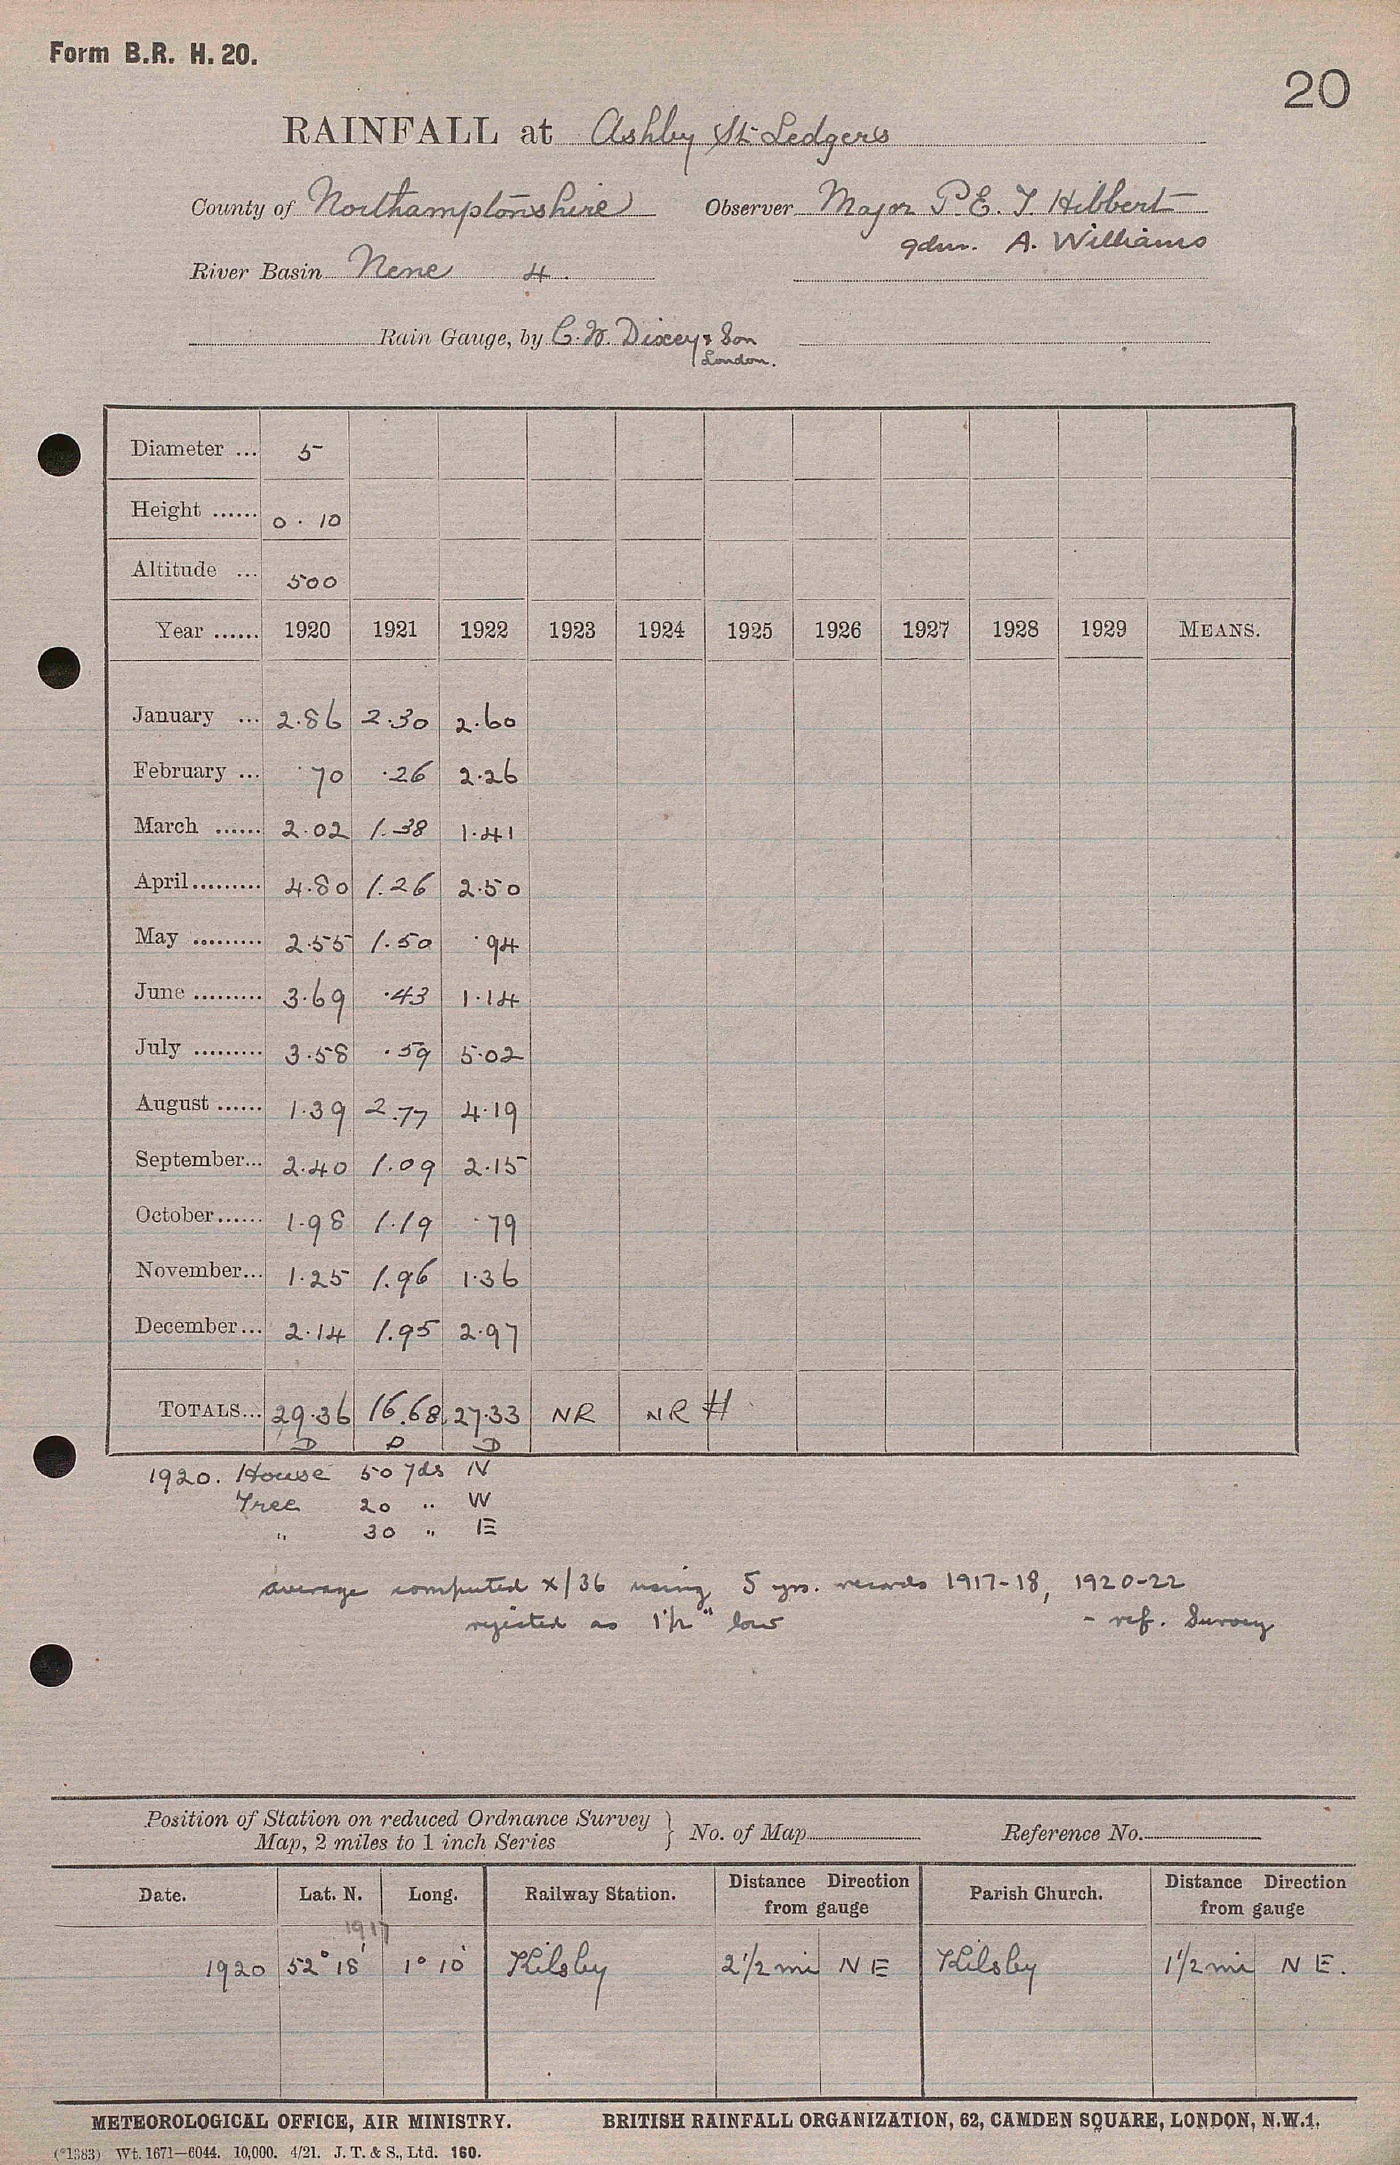 Form B.R. H. 20.
20
RAINFALL at Ashby St. Ledgers
County of Northamptonshire Observer Major P. E. J. Hibbert
gdnr. A. Williams
River Basin Nene 4.
Rain Gauge, by C. W. Dixey & Son
London.
Diameter ... 5
Height ...... 0 . 10
Altitude ... 500
Year ...... 1920 1921 1922 1923 1924 1925 1926 1927 1928 1929 MEANS.
January ... 2.86 2.30 2.60
February ... .70 .26 2.26
March ...... 2.02 1.38 1.41
April......... 4.80 1.26 2.50
May ......... 2.55 1.50 .94
June ......... 3.69 .43 1.14
July ......... 3.58 .59 5.02
August ...... 1.39 2.77 4.19
September... 2.40 1.09 2.15
October...... 1.98 1.19 .79
November... 1.25 1.96 1.36
December... 2.14 1.95 2.97
TOTALS... 29.36 16.68 27.33 NR NR H
D D D
1920. House 50 yds N
Tree 20 " W
" 30 " E
average computed x/36 using 5 yrs. records 1917-18, 1920-22
rejected as 1 1/2" low - ref. Survey
Position of Station on reduced Ordnance Survey
Map, 2 miles to 1 inch Series } No. of Map Reference No.
Date. Lat. N. Long. Railway Station. Distance Direction from gauge Parish Church. Distance Direction from gauge
1917
1920 52° 18' 1° 10' Kilsby 2 1/2 mi N E Kilsby 1 1/2 mi N E.
METEOROLOGICAL OFFICE, AIR MINISTRY. BRITISH RAINFALL ORGANIZATION, 62, CAMDEN SQUARE, LONDON, N.W.1.
(*1383) Wt. 1671—6044. 10,000. 4/21. J. T. & S., Ltd. 160.